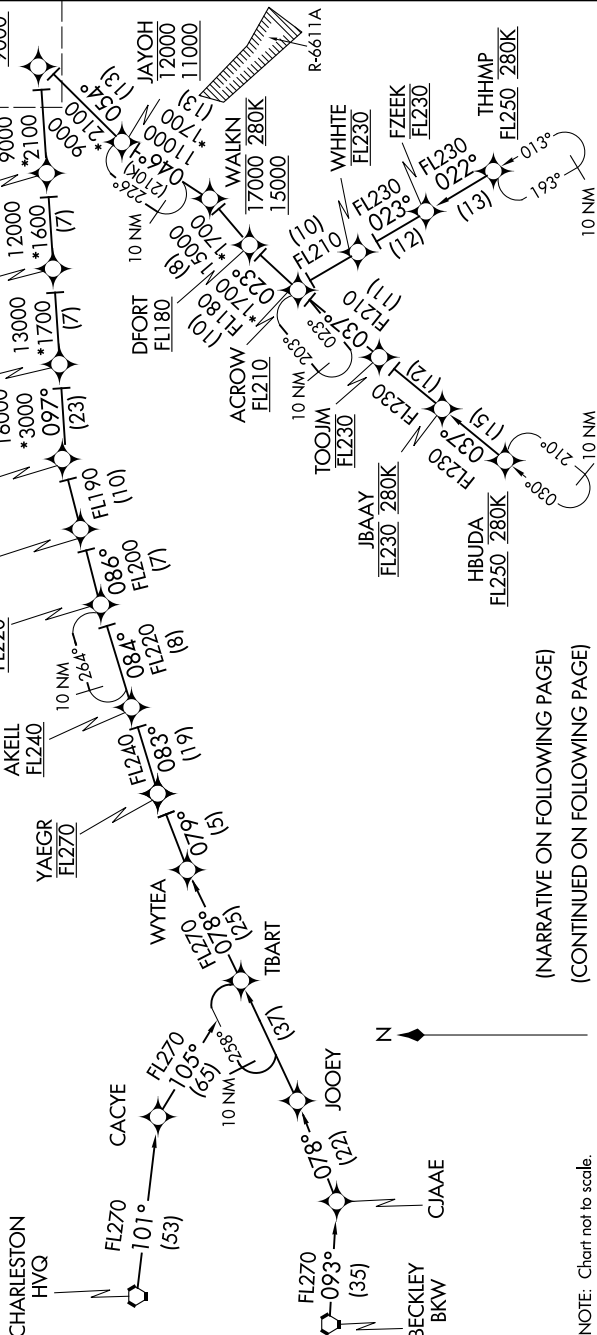 9000
9000
*2100
12000
*1600
(7)
13000
*1700
(7)
*3000
097°
(23)
FL190
(10)
086°
FL200
(7)
10 NM
264°
084°
FL220
(8)
AKELL
FL240
FL240
083°
(19)
YAEGR
FL270
079°
(5)
WYTEA
FL270
078°
(25)
TBART
(37)
10 NM
258°
CACYE
FL270
105°
(65)
CHARLESTON
HVQ
FL270
101°
(53)
JOOEY
078°
(22)
CJAAE
FL270
093°
(35)
BECKLEY
BKW
9000
*2100
054°
(13)
JAYOH
12000
11000
R-6611A
10 NM
226°
(210K)
046°
11000
*1700
(13)
WALKN
17000 280K
15000
15000
*1700
(8)
DFORT
FL180
FL180
*1700
023°
(10)
ACROW
FL210
10 NM
203°
023°
(10)
FL210
WHHTE
FL230
FL230
023°
(12)
FZEEK
FL230
FL230
022°
(13)
THHMP
FL250 280K
013°
193°
10 NM
FL210
037°
(11)
TOOJM
FL230
FL230
(12)
JBAAY
FL230 280K
FL230
037°
(15)
HBUDA
FL250 280K
030°
210°
10 NM
N
(NARRATIVE ON FOLLOWING PAGE)
(CONTINUED ON FOLLOWING PAGE)
NOTE: Chart not to scale.